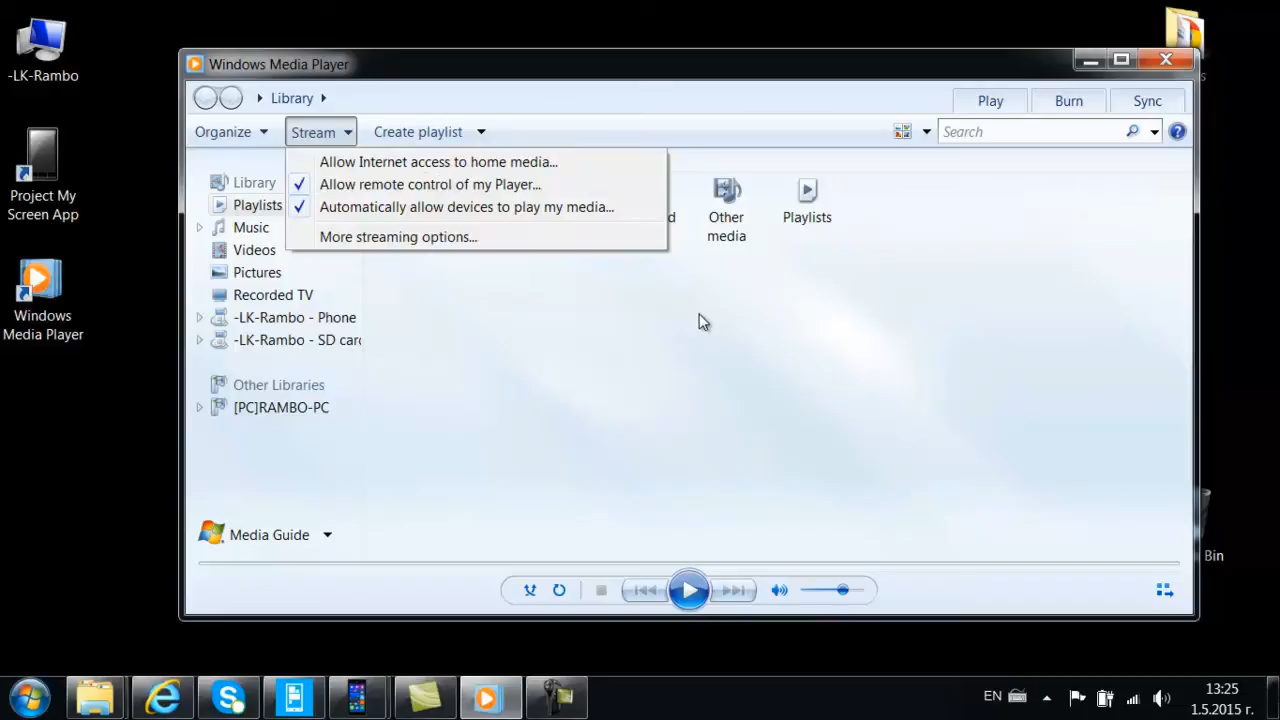 -LK-Rambo
Project My
Screen App
Windows
Media Player
Windows Media Player
Library
Play
Burn
Sync
Organize
Stream
Create playlist
Search
Allow Internet access to home media...
Allow remote control of my Player...
Automatically allow devices to play my media...
More streaming options...
Library
Playlists
Music
Videos
Pictures
Recorded TV
-LK-Rambo - Phone
-LK-Rambo - SD card
Other Libraries
[PC]RAMBO-PC
d
Other
media
Playlists
Media Guide
s
Bin
EN
13:25
1.5.2015 г.